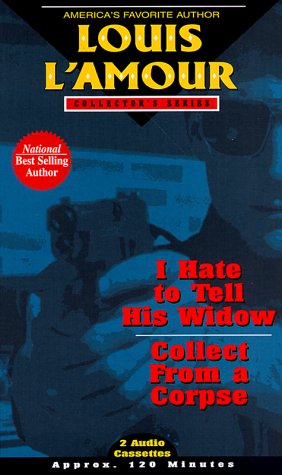 AMERICA'S FAVORITE AUTHOR
LOUIS
L'AMOUR
COLLECTOR'S SERIES
National
Best Selling
Author
I Hate
to Tell
His Widow
Collect
From a
Corpse
2 Audio
Cassettes
Approx. 120 Minutes